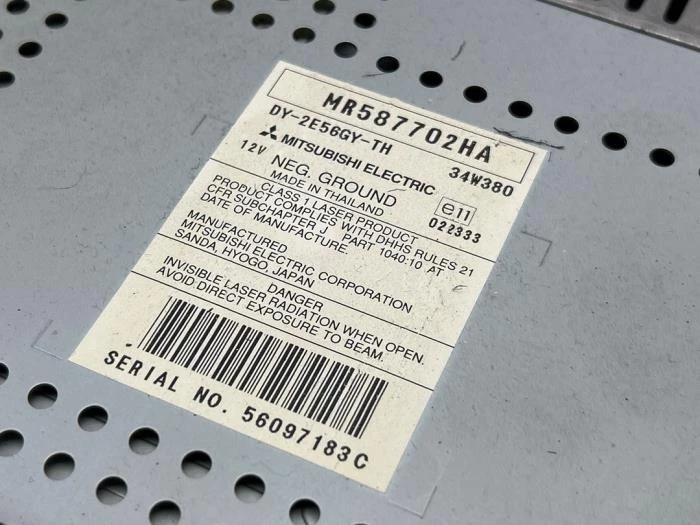 MR587702HA
DY-2E56GY-TH 34W380
MITSUBISHI ELECTRIC
12V NEG. GROUND e11
MADE IN THAILAND 022333
CLASS 1 LASER PRODUCT
PRODUCT COMPLIES WITH DHHS RULES 21
CFR SUBCHAPTER J PART 1040:10 AT
DATE OF MANUFACTURE.
MANUFACTURED
MITSUBISHI ELECTRIC CORPORATION
SANDA, HYOGO, JAPAN
DANGER
INVISIBLE LASER RADIATION WHEN OPEN.
AVOID DIRECT EXPOSURE TO BEAM.
SERIAL NO. 56097183C